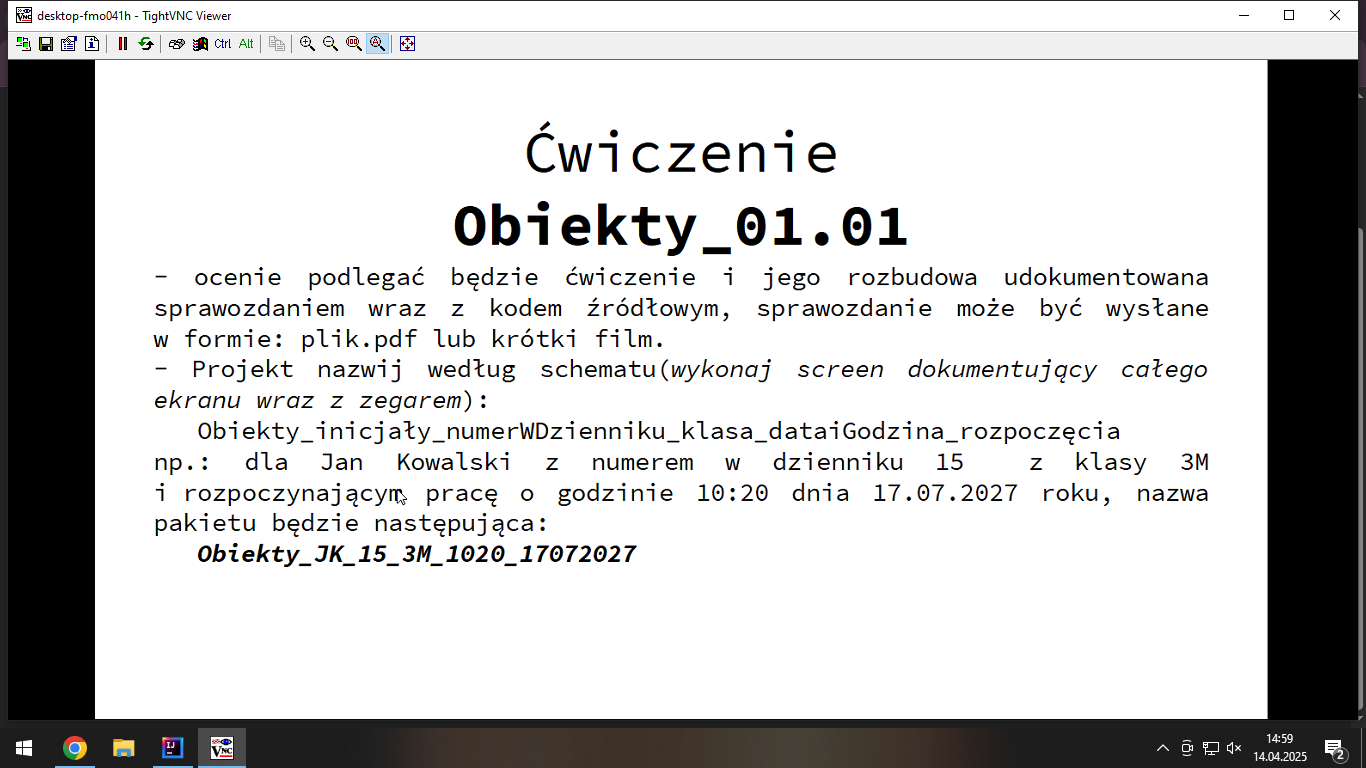 desktop-fmo041h - TightVNC Viewer
Ctrl Alt
Ćwiczenie
Obiekty_01.01
- ocenie podlegać będzie ćwiczenie i jego rozbudowa udokumentowana
sprawozdaniem wraz z kodem źródłowym, sprawozdanie może być wysłane
w formie: plik.pdf lub krótki film.
- Projekt nazwij według schematu(wykonaj screen dokumentujący całego
ekranu wraz z zegarem):
Obiekty_inicjały_numerWDzienniku_klasa_dataiGodzina_rozpoczęcia
np.: dla Jan Kowalski z numerem w dzienniku 15 z klasy 3M
i rozpoczynającym pracę o godzinie 10:20 dnia 17.07.2027 roku, nazwa
pakietu będzie następująca:
Obiekty_JK_15_3M_1020_17072027
IJ
VNC
14:59
14.04.2025
2